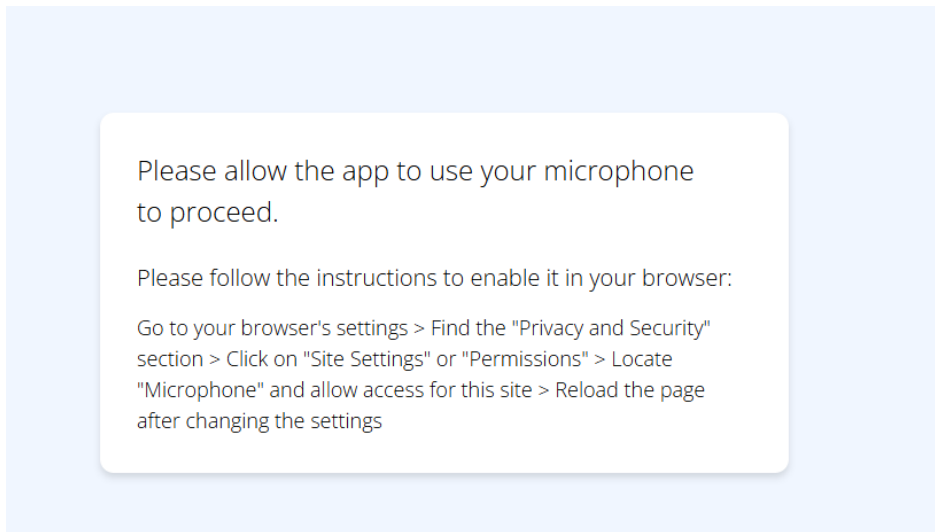 Please allow the app to use your microphone
to proceed.
Please follow the instructions to enable it in your browser:
Go to your browser's settings > Find the "Privacy and Security"
section > Click on "Site Settings" or "Permissions" > Locate
"Microphone" and allow access for this site > Reload the page
after changing the settings